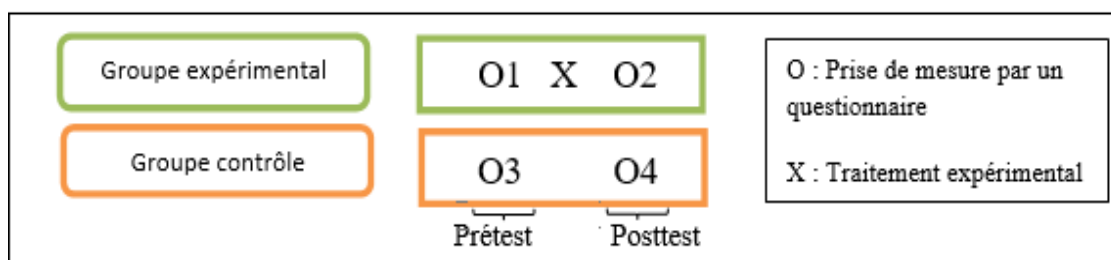 Groupe expérimental
O1 X O2
Groupe contrôle
O3 O4
Prétest Posttest
O : Prise de mesure par un
questionnaire
X : Traitement expérimental